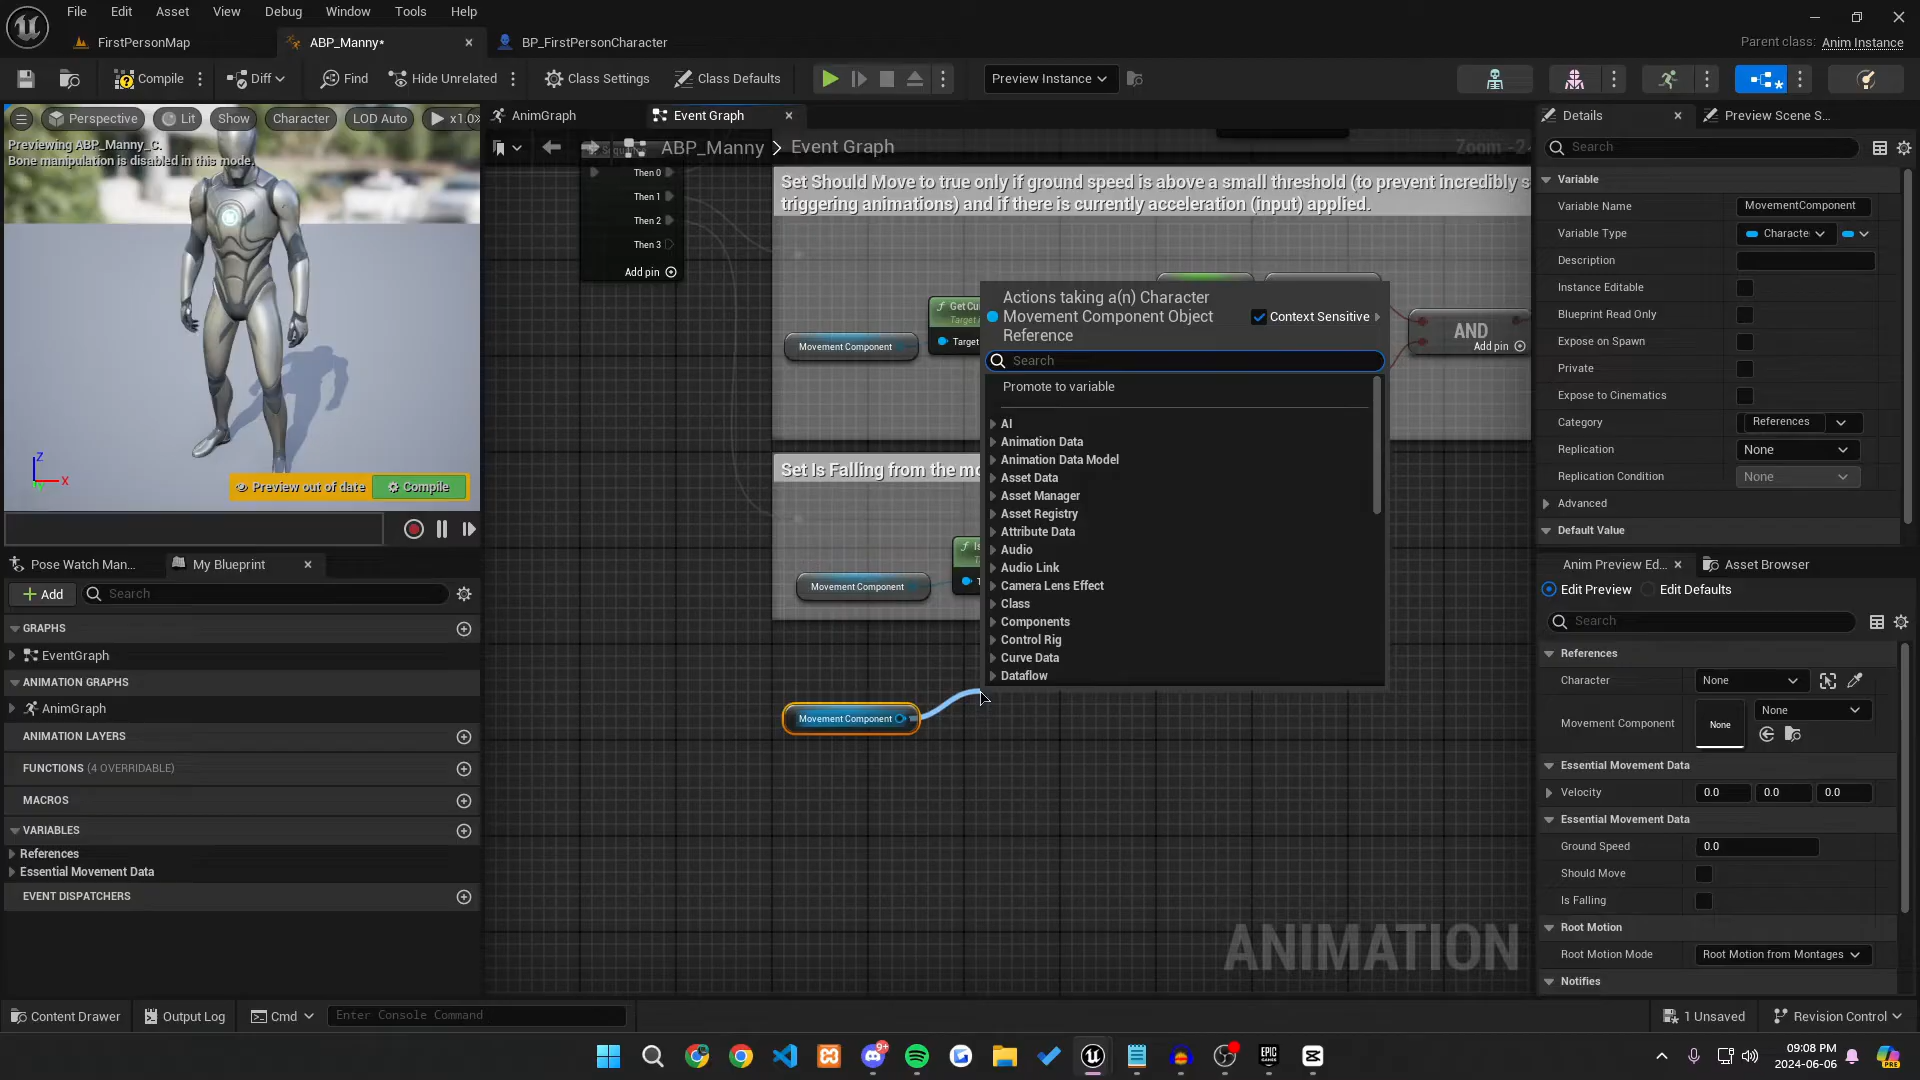 File Edit Asset View Debug Window Tools Help
FirstPersonMap
ABP_Manny*
BP_FirstPersonCharacter
Parent class: Anim Instance
Compile
Diff
Find
Hide Unrelated
Class Settings
Class Defaults
Preview Instance
Perspective
Lit
Show
Character
LOD Auto
x1.0
Previewing ABP_Manny_C.
Bone manipulation is disabled in this mode.
Z
X
Preview out of date
Compile
Pose Watch Man...
My Blueprint
Add
Search
GRAPHS
EventGraph
ANIMATION GRAPHS
AnimGraph
ANIMATION LAYERS
FUNCTIONS (4 OVERRIDABLE)
MACROS
VARIABLES
References
Essential Movement Data
EVENT DISPATCHERS
AnimGraph
Event Graph
ABP_Manny > Event Graph
Zoom -2
Then 0
Then 1
Then 2
Then 3
Add pin
Set Should Move to true only if ground speed is above a small threshold (to prevent incredibly s
triggering animations) and if there is currently acceleration (input) applied.
Movement Component
Get Cu
Target
Target
AND
Add pin
Set Is Falling from the mo
Movement Component
Is
Movement Component
Actions taking a(n) Character
Movement Component Object
Reference
Context Sensitive
Search
Promote to variable
AI
Animation Data
Animation Data Model
Asset Data
Asset Manager
Asset Registry
Attribute Data
Audio
Audio Link
Camera Lens Effect
Class
Components
Control Rig
Curve Data
Dataflow
ANIMATION
Details
Preview Scene S...
Search
Variable
Variable Name
MovementComponent
Variable Type
Characte
Description
Instance Editable
Blueprint Read Only
Expose on Spawn
Private
Expose to Cinematics
Category
References
Replication
None
Replication Condition
None
Advanced
Default Value
Anim Preview Ed...
Asset Browser
Edit Preview
Edit Defaults
Search
References
Character
None
Movement Component
None
None
Essential Movement Data
Velocity
0.0
0.0
0.0
Essential Movement Data
Ground Speed
0.0
Should Move
Is Falling
Root Motion
Root Motion Mode
Root Motion from Montages
Notifies
Content Drawer
Output Log
Cmd
Enter Console Command
1 Unsaved
Revision Control
9+
EPIC
GAMES
09:08 PM
2024-06-06
PRE